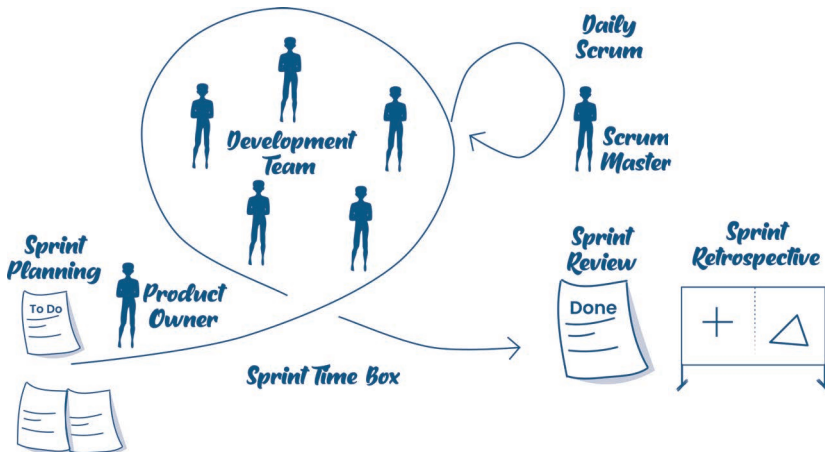 Daily
Scrum
Development
Team
Scrum
Master
Sprint
Planning
To Do
Product
Owner
Sprint
Review
Done
Sprint
Retrospective
Sprint Time Box